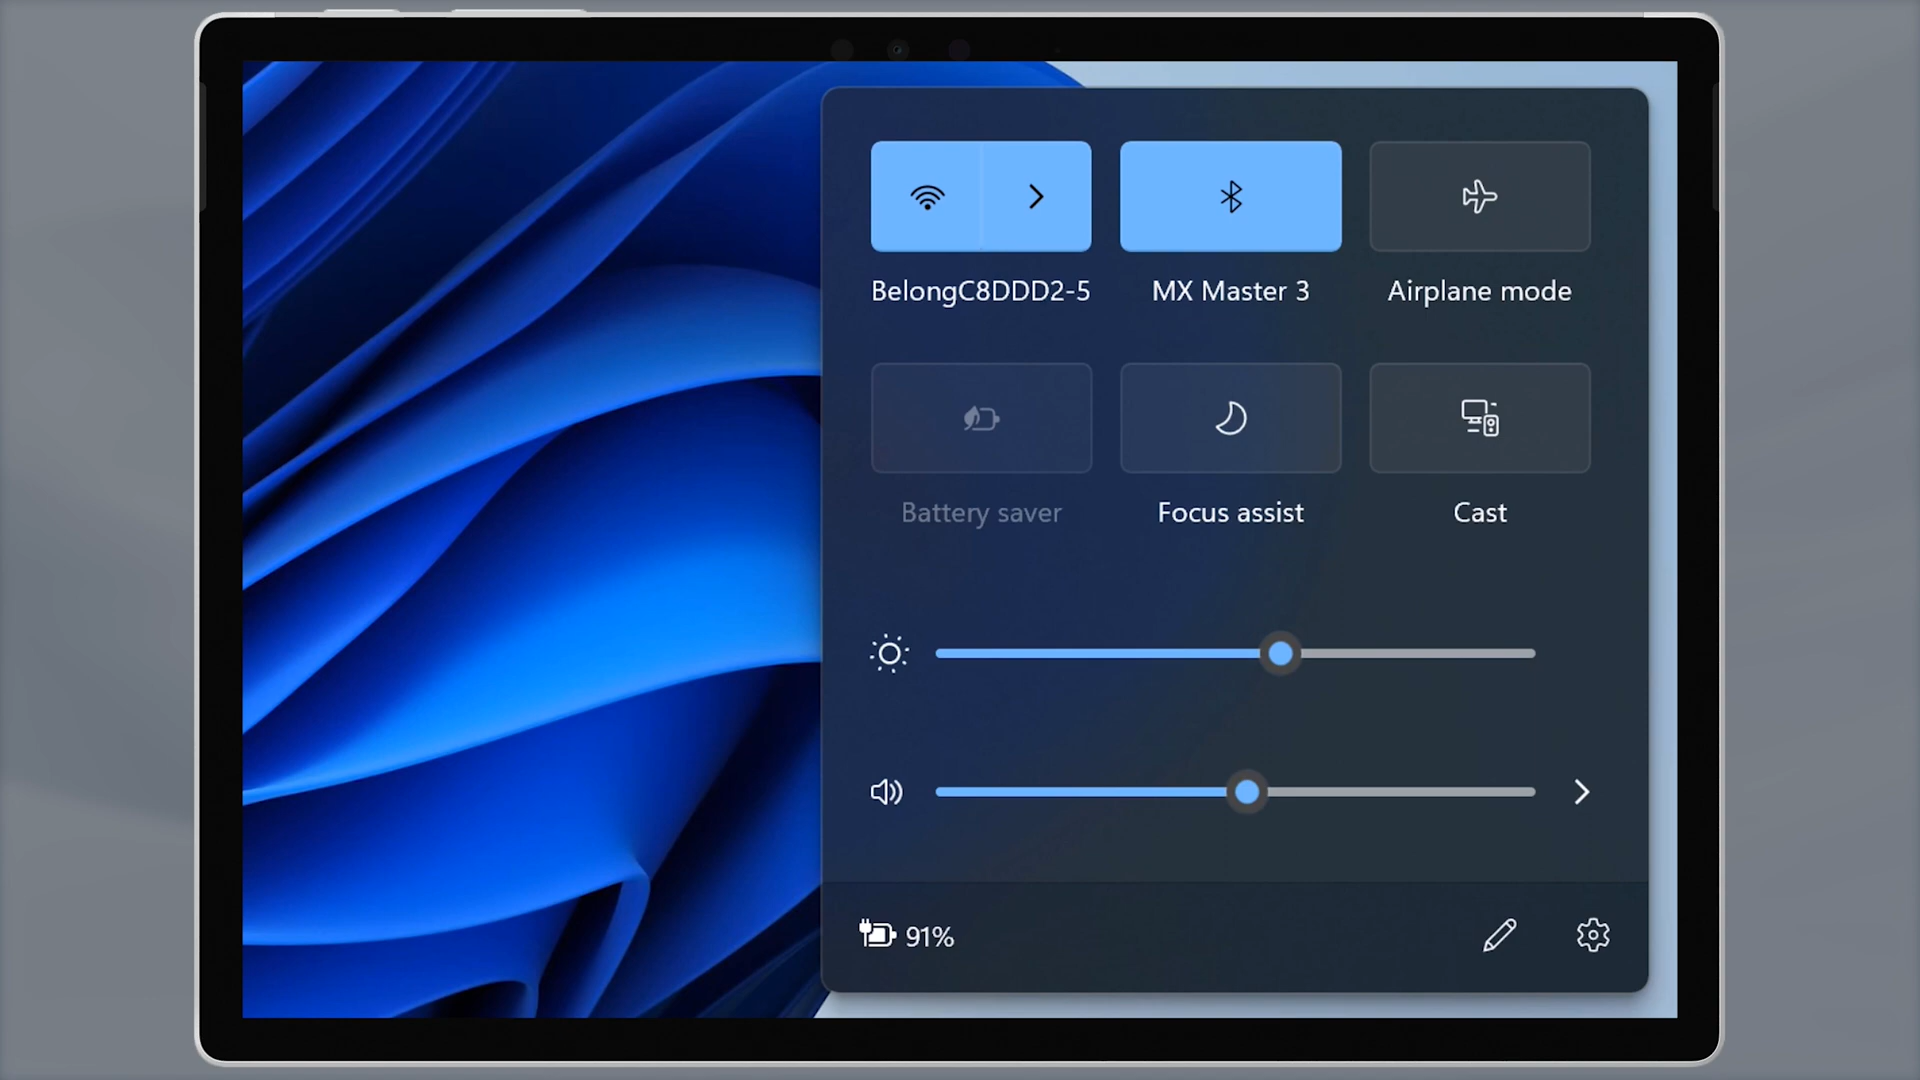 BelongC8DDD2-5
MX Master 3
Airplane mode
Battery saver
Focus assist
Cast
91%